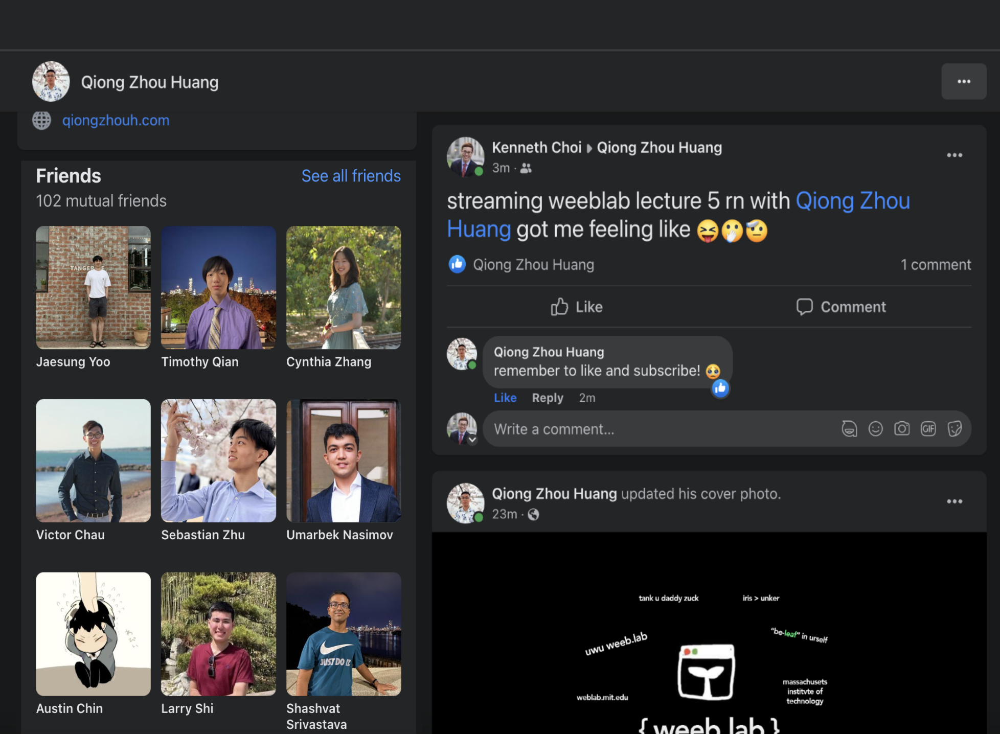 Qiong Zhou Huang
qiongzhouh.com
Friends
See all friends
102 mutual friends
TANGER E
Jaesung Yoo
Timothy Qian
Cynthia Zhang
Victor Chau
Sebastian Zhu
Umarbek Nasimov
JUST DO IT.
Austin Chin
Larry Shi
Shashvat
Srivastava
Kenneth Choi Qiong Zhou Huang
3m ·
streaming weeblab lecture 5 rn with Qiong Zhou
Huang got me feeling like 😝🫢🫡
Qiong Zhou Huang
1 comment
Like
Comment
Qiong Zhou Huang
remember to like and subscribe! 🥺
Like Reply 2m
Write a comment...
GIF
Qiong Zhou Huang updated his cover photo.
23m ·
tank u daddy zuck
iris > unker
uwu weeb.lab
"be-leaf" in urself
weblab.mit.edu
massachusets
institvte of
technology
{ weeb lab }